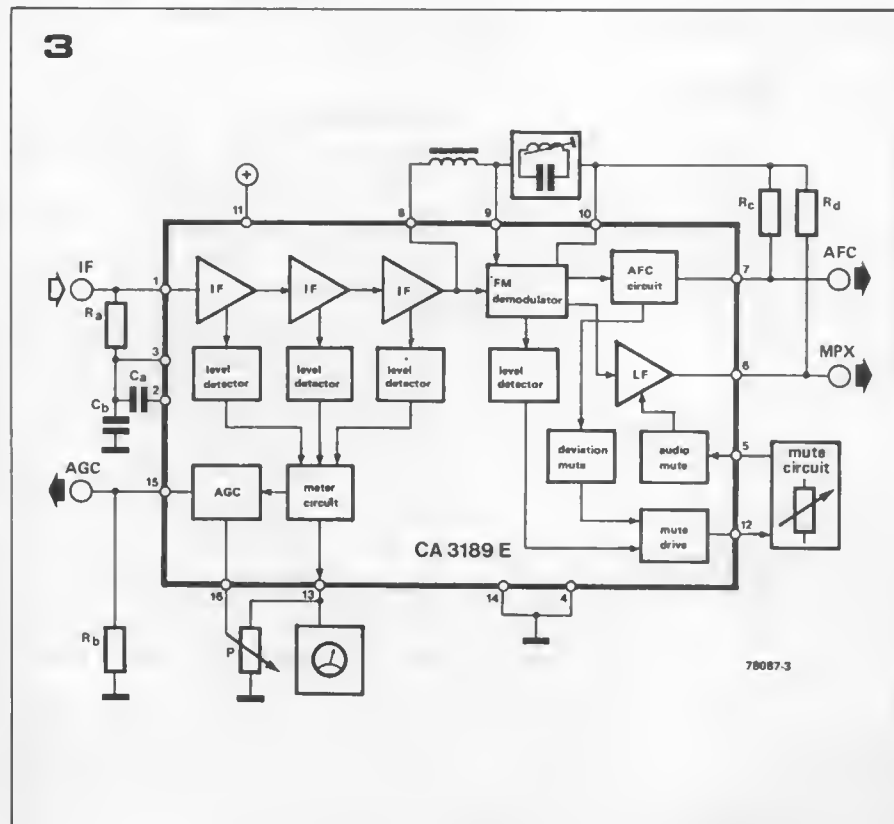 3
+
11
8
9
10
Rc
Rd
AFC
IF
1
IF
IF
IF
FM
demodulator
AFC
circuit
7
Ra
3
level
detector
level
detector
level
detector
level
detector
LF
6
MPX
Ca
2
Cb
AGC
15
AGC
meter
circuit
deviation
mute
audio
mute
5
mute
circuit
CA 3189 E
mute
drive
12
16
13
14
4
Rb
P
78087-3